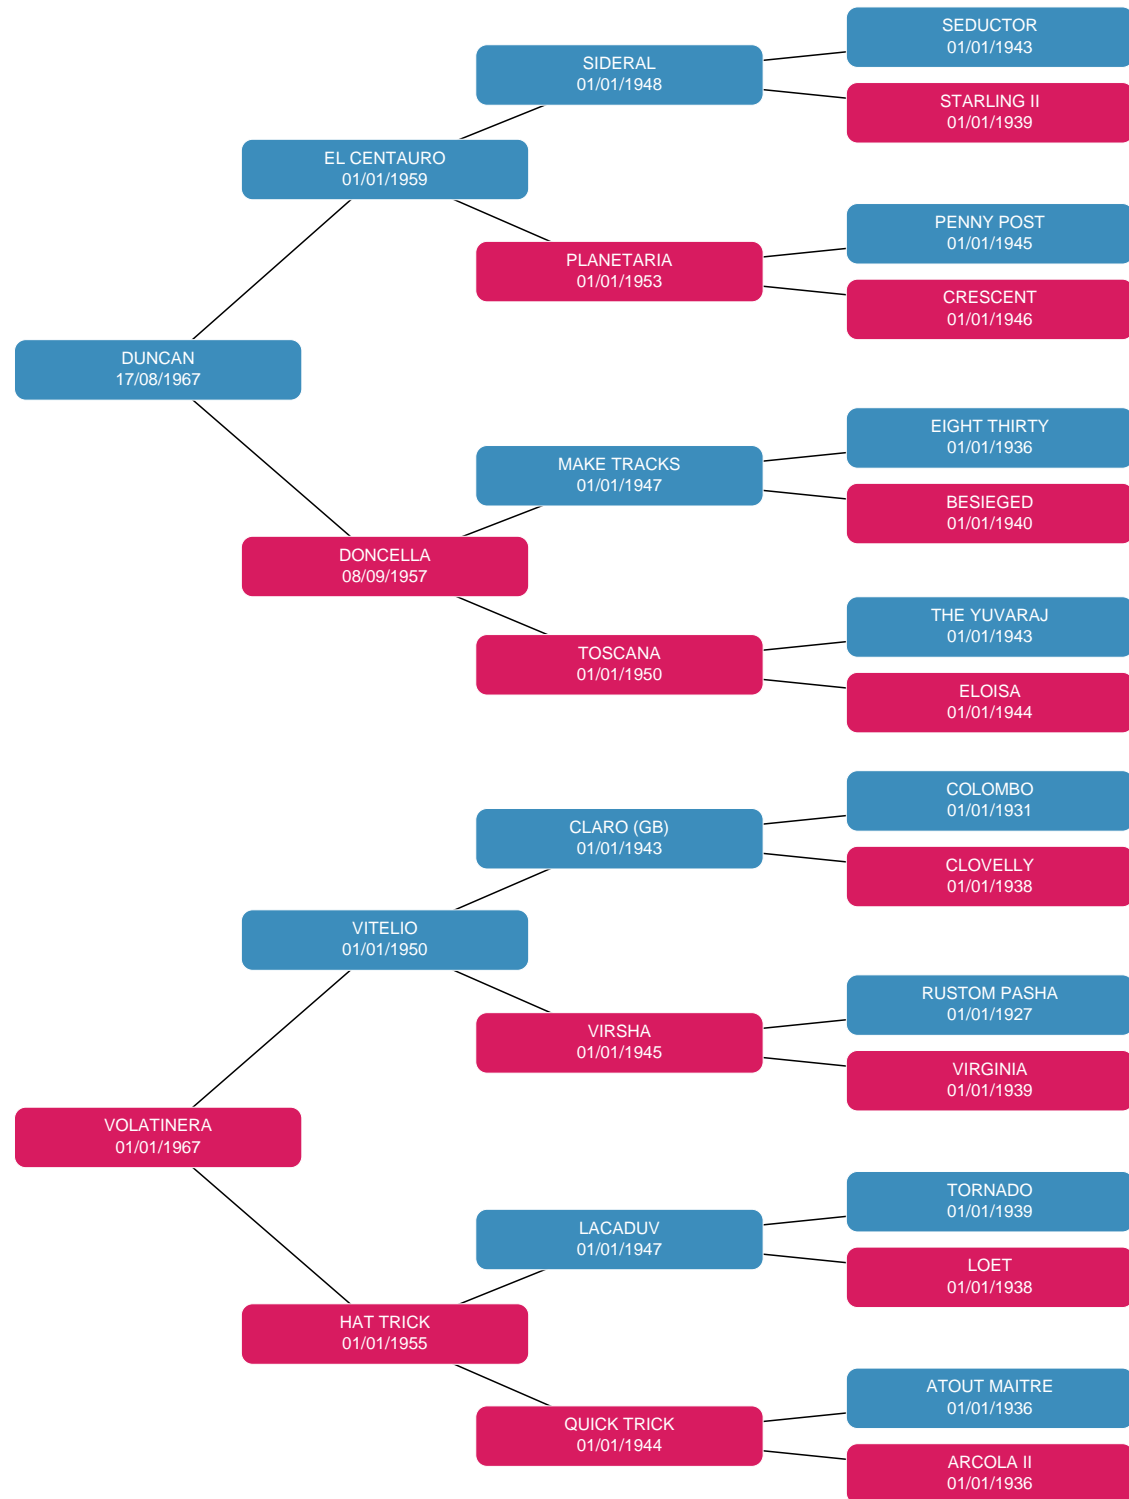 SEDUCTOR
01/01/1943
SIDERAL
01/01/1948
STARLING II
01/01/1939
EL CENTAURO
01/01/1959
PENNY POST
01/01/1945
PLANETARIA
01/01/1953
CRESCENT
01/01/1946
DUNCAN
17/08/1967
EIGHT THIRTY
01/01/1936
MAKE TRACKS
01/01/1947
BESIEGED
01/01/1940
DONCELLA
08/09/1957
THE YUVARAJ
01/01/1943
TOSCANA
01/01/1950
ELOISA
01/01/1944
COLOMBO
01/01/1931
CLARO (GB)
01/01/1943
CLOVELLY
01/01/1938
VITELIO
01/01/1950
RUSTOM PASHA
01/01/1927
VIRSHA
01/01/1945
VIRGINIA
01/01/1939
VOLATINERA
01/01/1967
TORNADO
01/01/1939
LACADUV
01/01/1947
LOET
01/01/1938
HAT TRICK
01/01/1955
ATOUT MAITRE
01/01/1936
QUICK TRICK
01/01/1944
ARCOLA II
01/01/1936